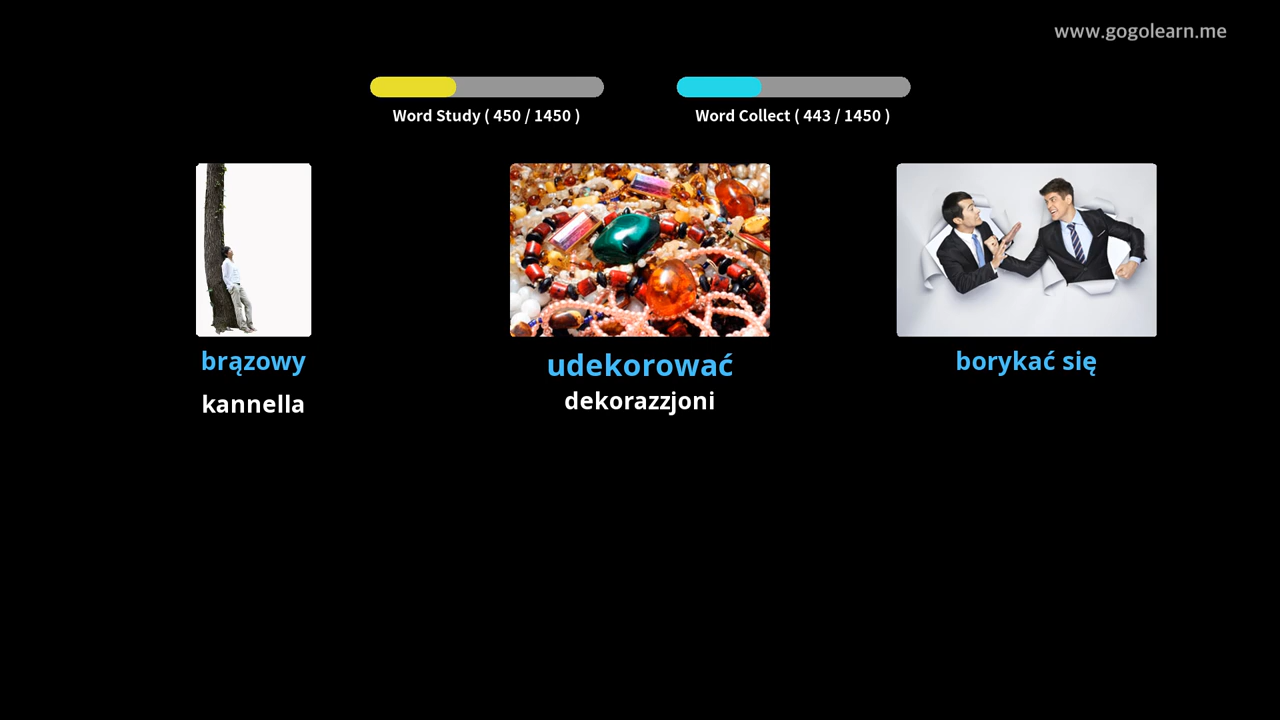 www.gogolearn.me
Word Study ( 450 / 1450 )
Word Collect ( 443 / 1450 )
brązowy
kannella
udekorować
dekorazzjoni
borykać się